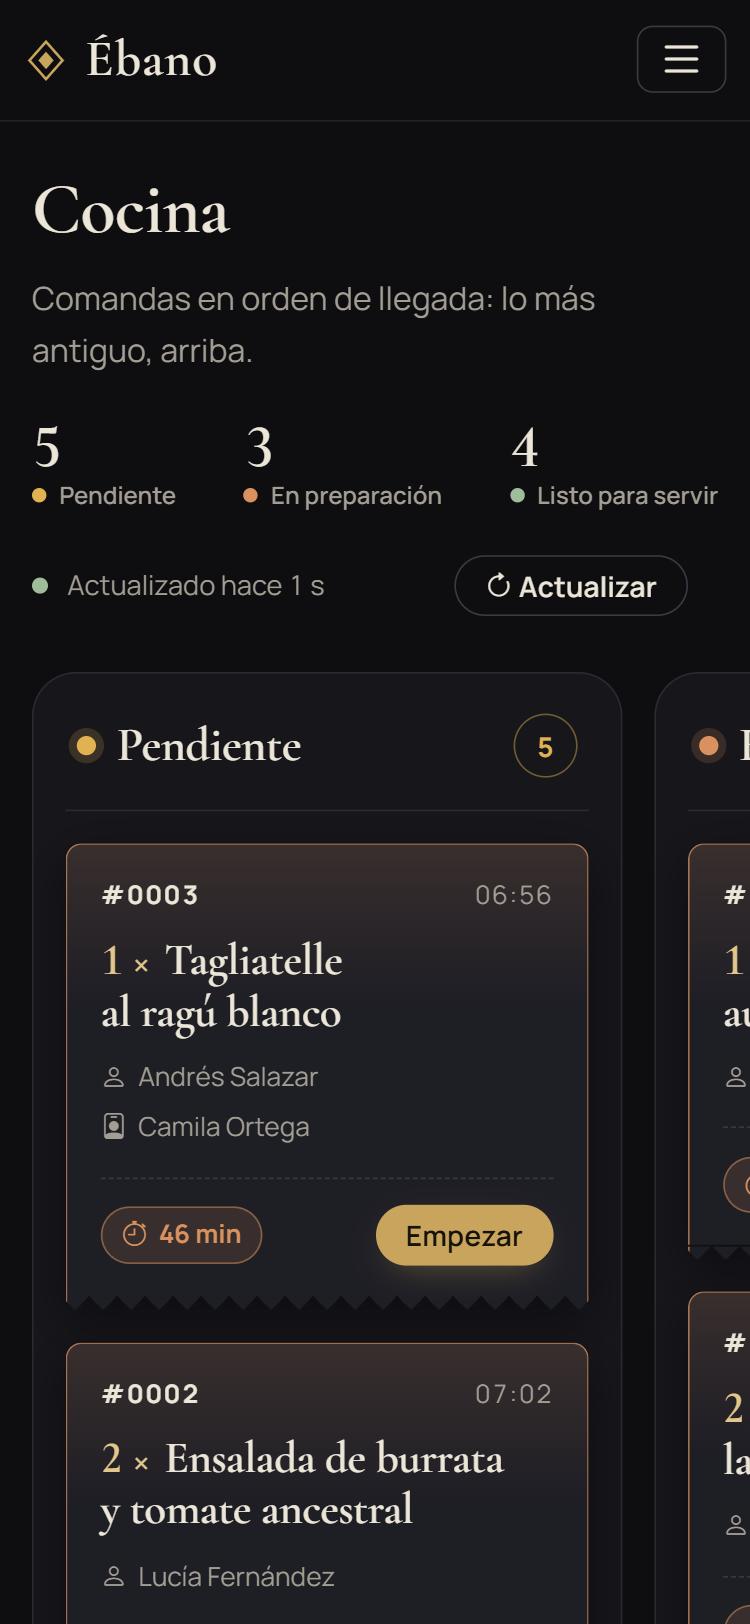 Ébano
Cocina
Comandas en orden de llegada: lo más
antiguo, arriba.
5 3 4
Pendiente En preparación Listo para servir
Actualizado hace 1 s Actualizar
Pendiente 5
#0003 06:56
1 × Tagliatelle
al ragú blanco
Andrés Salazar
Camila Ortega
46 min Empezar
#0002 07:02
2 × Ensalada de burrata
y tomate ancestral
Lucía Fernández
#
1
#
2